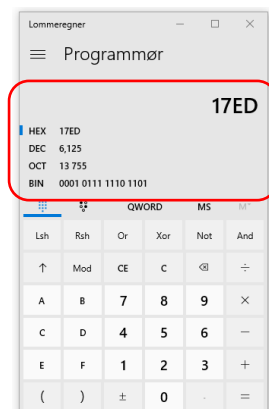 Lommeregner
Programmør
17ED
HEX 17ED
DEC 6,125
OCT 13 755
BIN 0001 0111 1110 1101
QWORD MS M˅
Lsh Rsh Or Xor Not And
↑ Mod CE C ⌫ ÷
A B 7 8 9 ×
C D 4 5 6 −
E F 1 2 3 +
( ) ± 0 . =